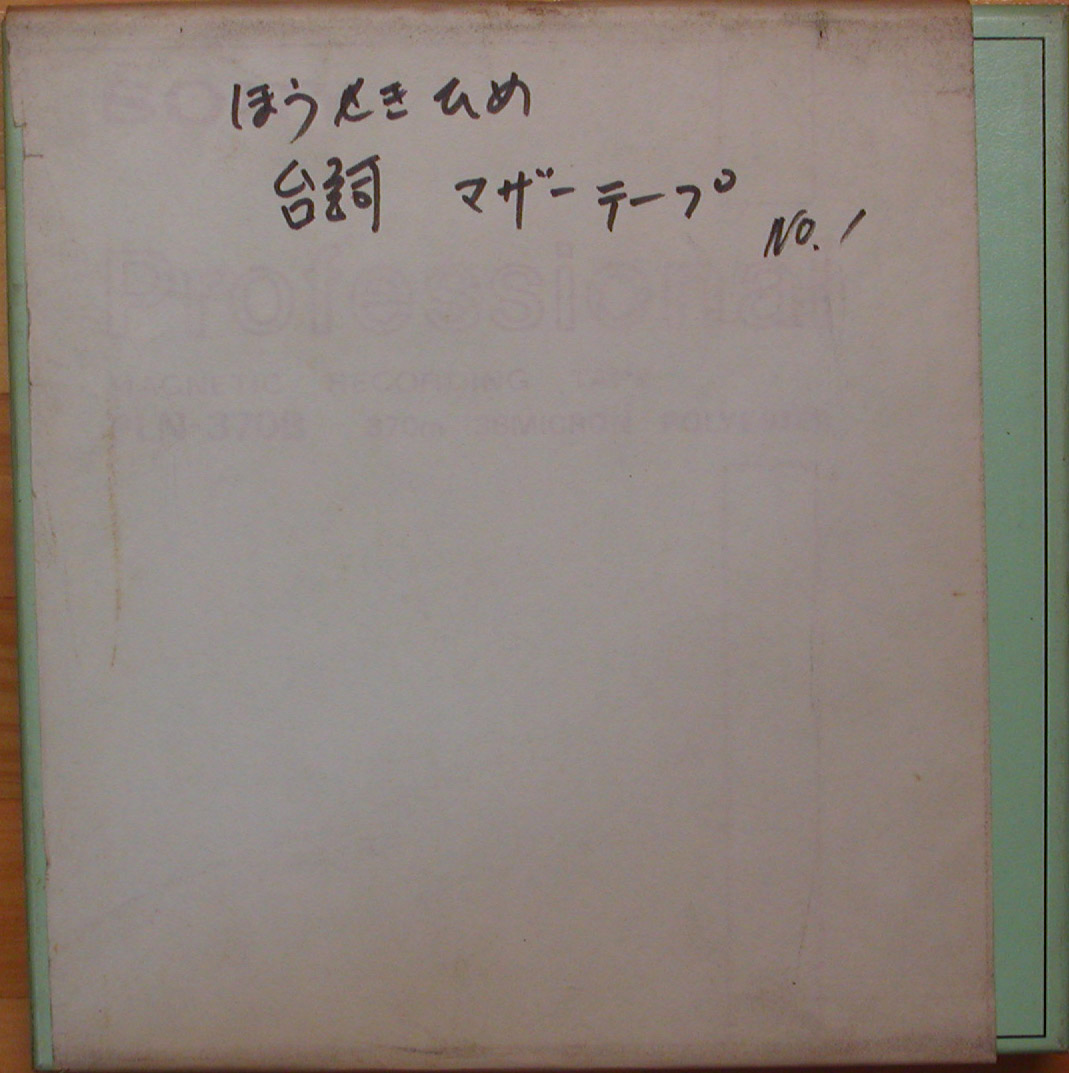 ほうせきひめ
台詞 マザーテープ
NO. 1
Professional
MAGNETIC RECORDING TAPE